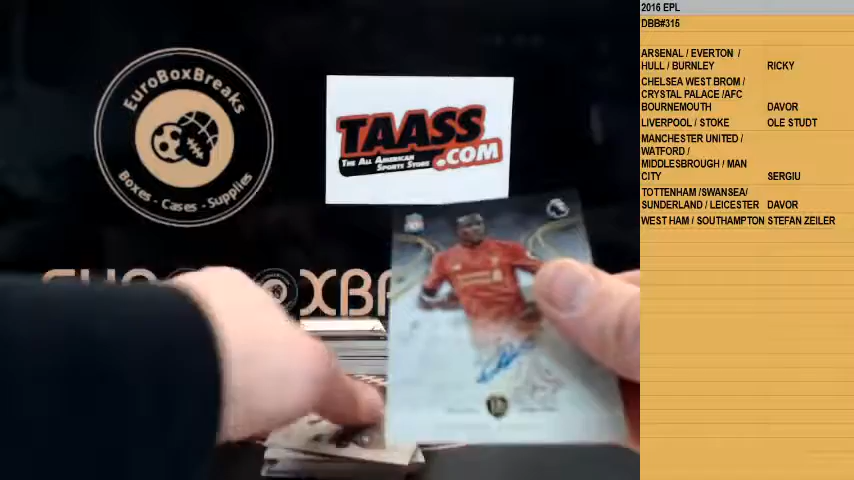 EuroBoxBreaks
Boxes - Cases - Supplies
TAASS
THE ALL AMERICAN
SPORTS STORE
.COM
2016 EPL
DBB#315
ARSENAL / EVERTON /
HULL / BURNLEY RICKY
CHELSEA WEST BROM /
CRYSTAL PALACE /AFC
BOURNEMOUTH DAVOR
LIVERPOOL / STOKE OLE STUDT
MANCHESTER UNITED /
WATFORD /
MIDDLESBROUGH / MAN
CITY SERGIU
TOTTENHAM /SWANSEA/
SUNDERLAND / LEICESTER DAVOR
WEST HAM / SOUTHAMPTON STEFAN ZEILER